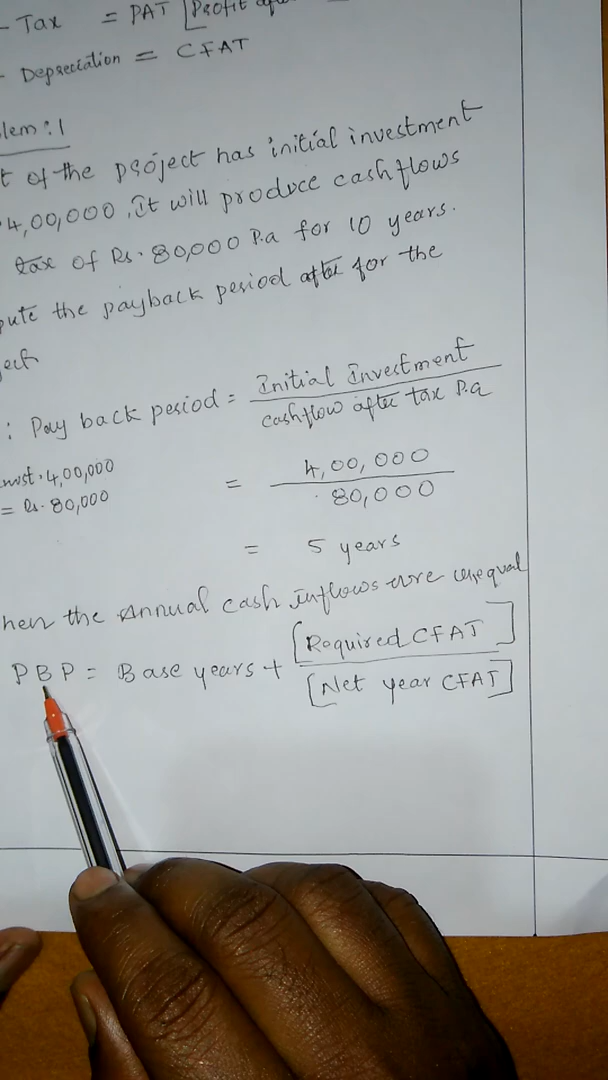 - Tax = PAT [Profit
- Depreciation = CFAT
lem: 1
t of the project has initial investment
4,00,000. It will produce cashflows
tax of Rs. 80,000 P.a for 10 years.
pute the payback period after for the
ject
: Pay back period = Initial Investment
cashflow after tax P.a
4,00,000
= Rs. 80,000
= 4,00,000
80,000
= 5 years
hen the Annual cash inflows are unequal
PBP = Base years + [Required CFAT]
[Net year CFAT]